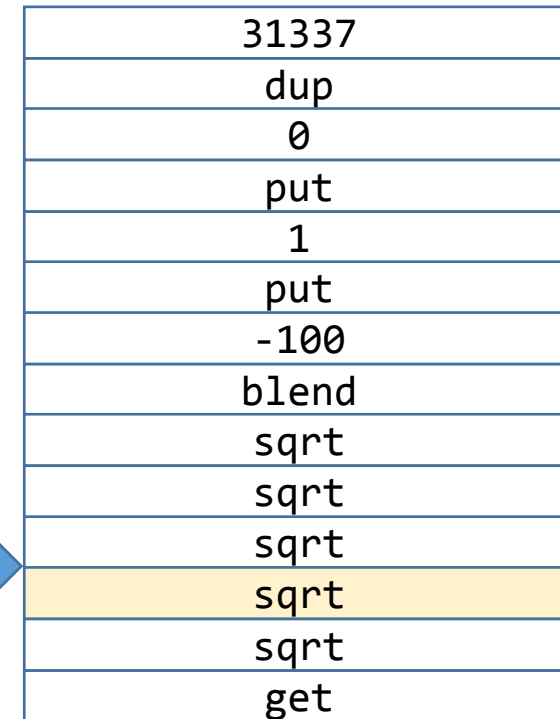 31337
dup
0
put
1
put
-100
blend
sqrt
sqrt
sqrt
sqrt
sqrt
get